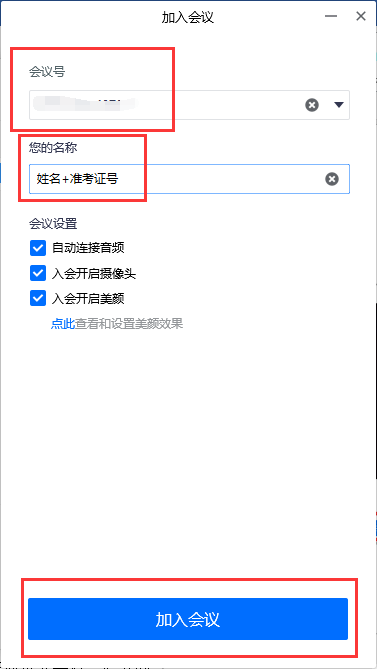 加入会议
会议号
您的名称
姓名+准考证号
会议设置
自动连接音频
入会开启摄像头
入会开启美颜
点此查看和设置美颜效果
加入会议